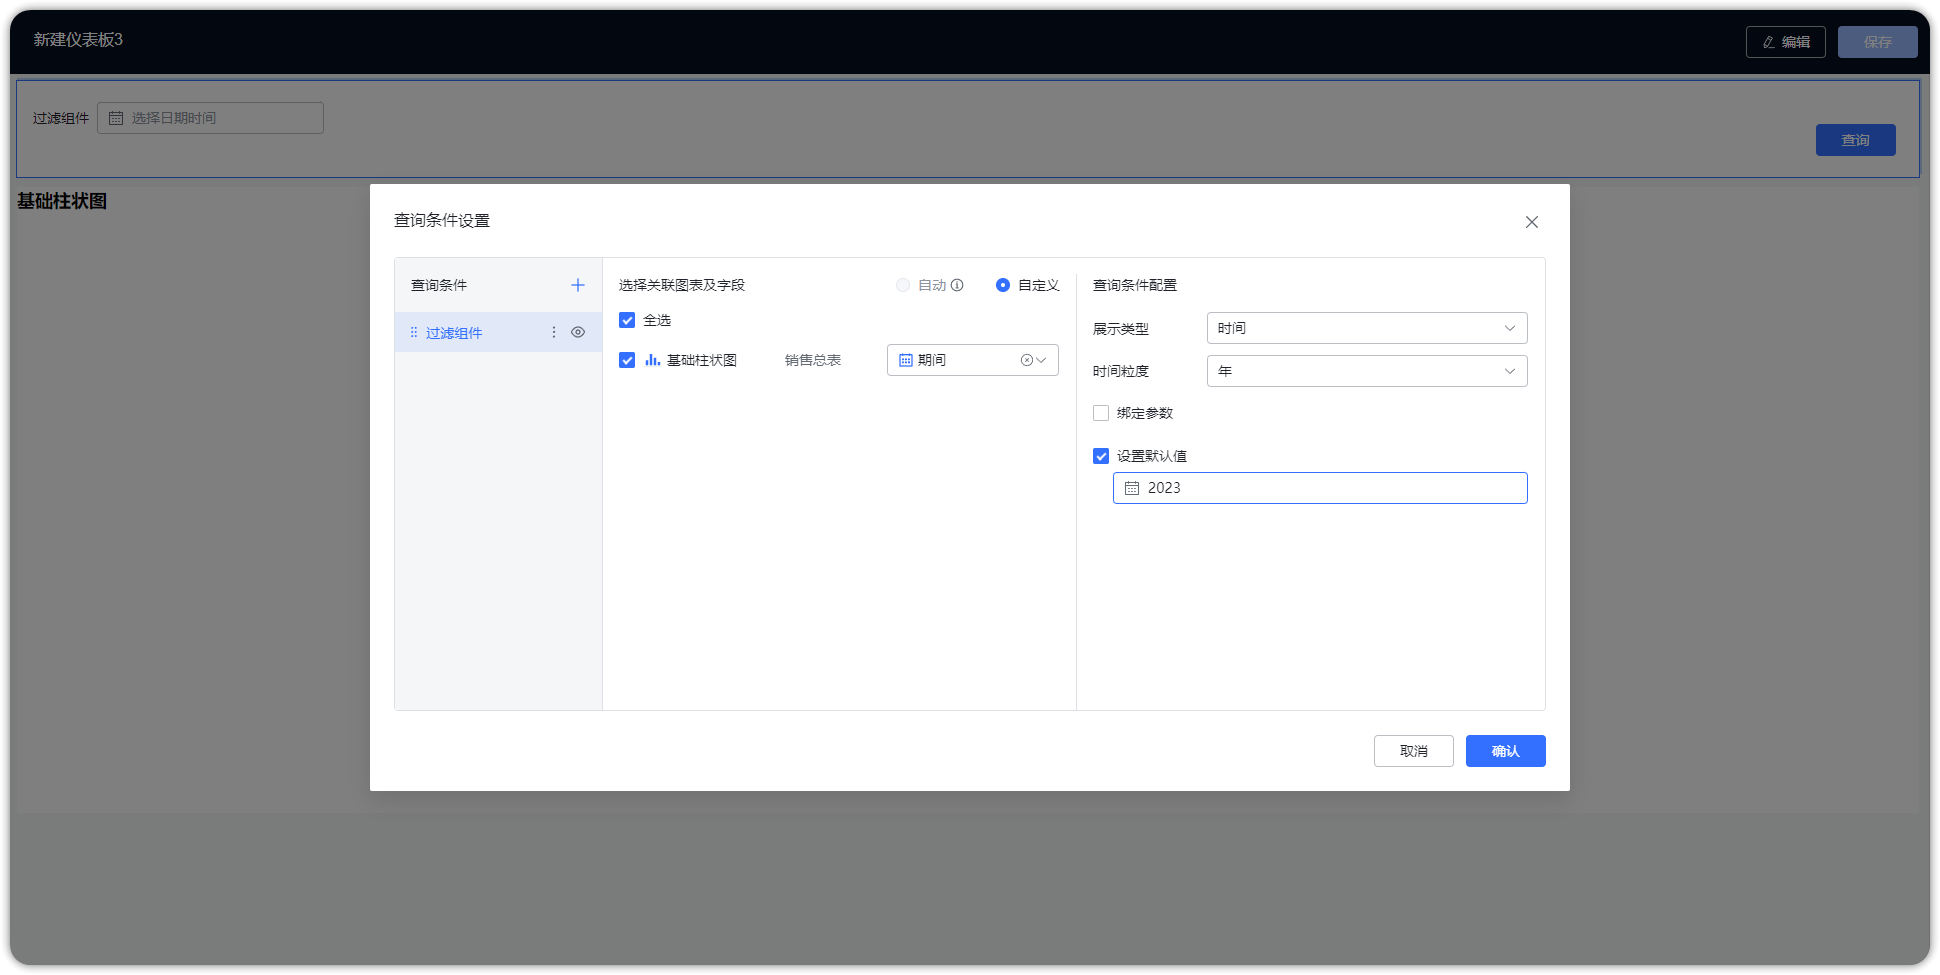 新建仪表板3
编辑
保存
过滤组件 选择日期时间
查询
基础柱状图
查询条件设置
查询条件
过滤组件
选择关联图表及字段 自动 自定义
全选
基础柱状图 销售总表 期间
查询条件配置
展示类型 时间
时间粒度 年
绑定参数
设置默认值
2023
取消 确认